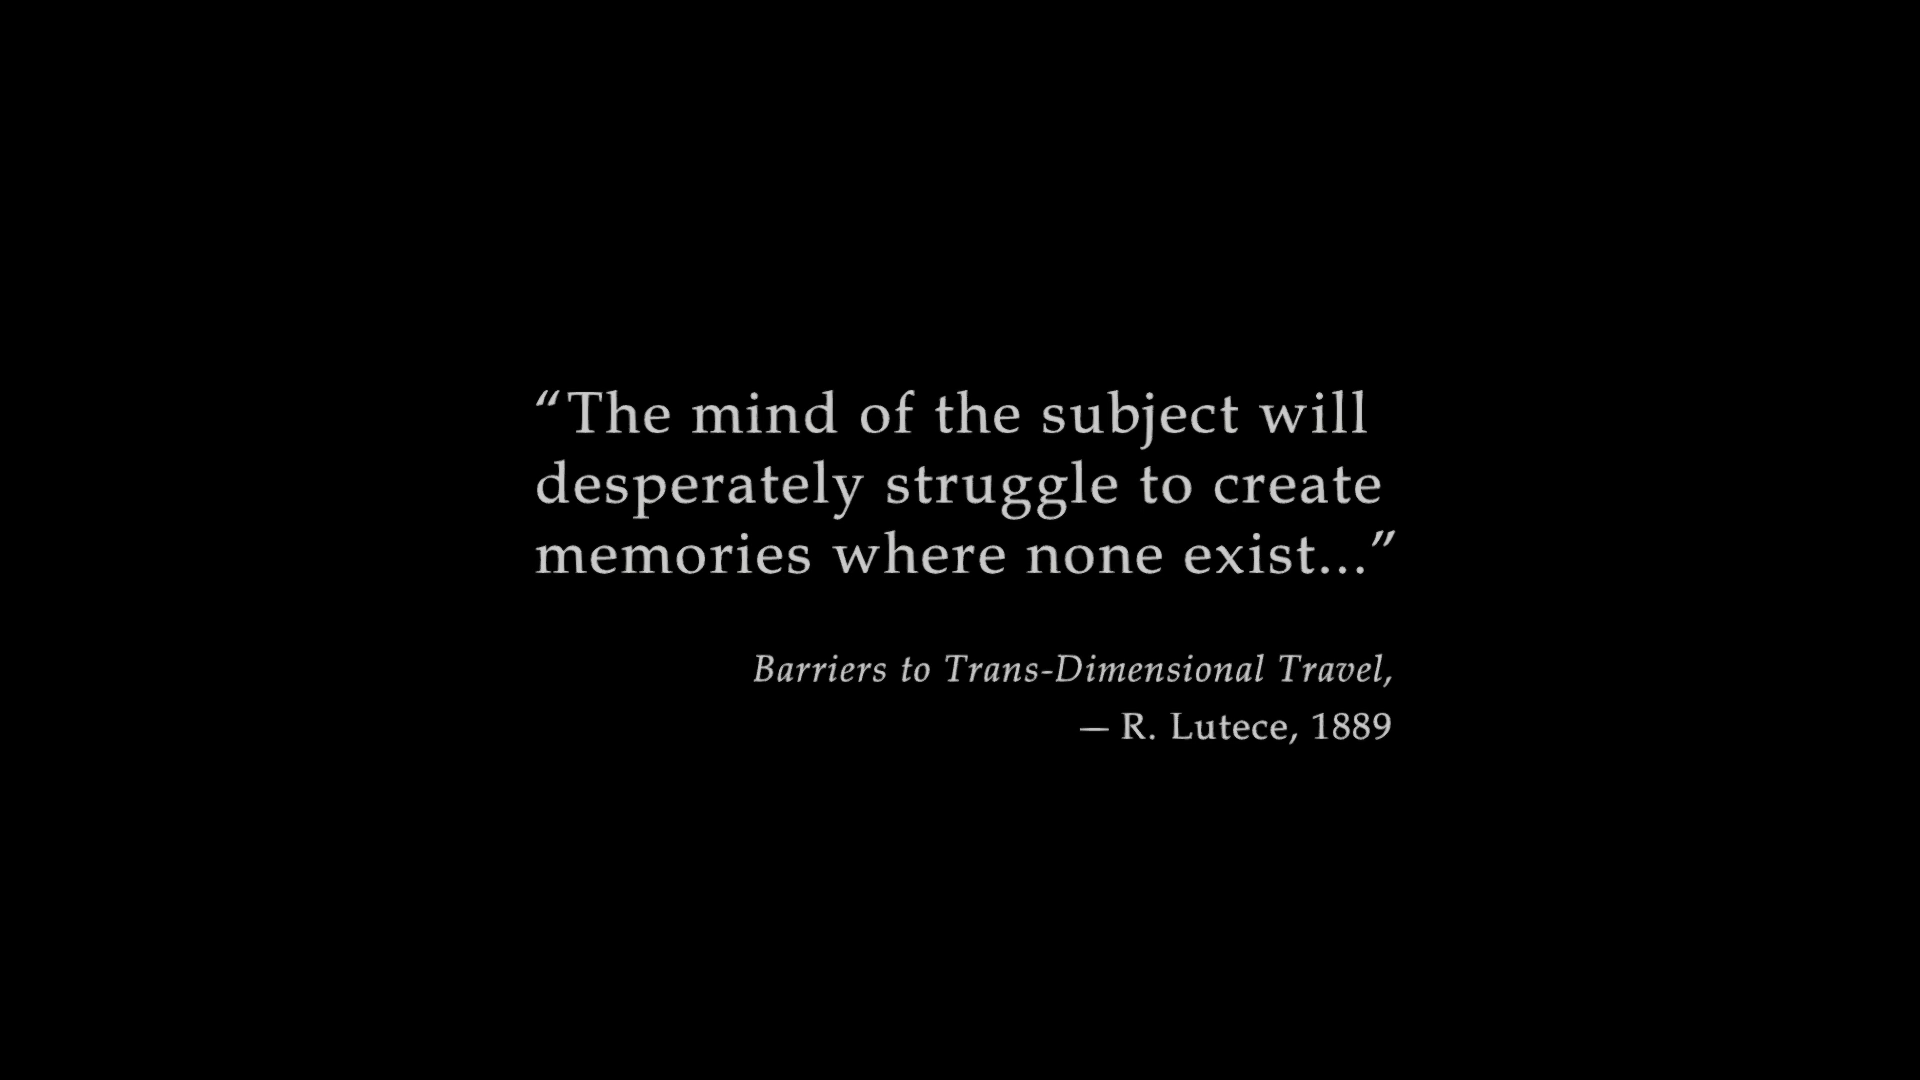 “The mind of the subject will
desperately struggle to create
memories where none exist...”
Barriers to Trans-Dimensional Travel,
— R. Lutece, 1889